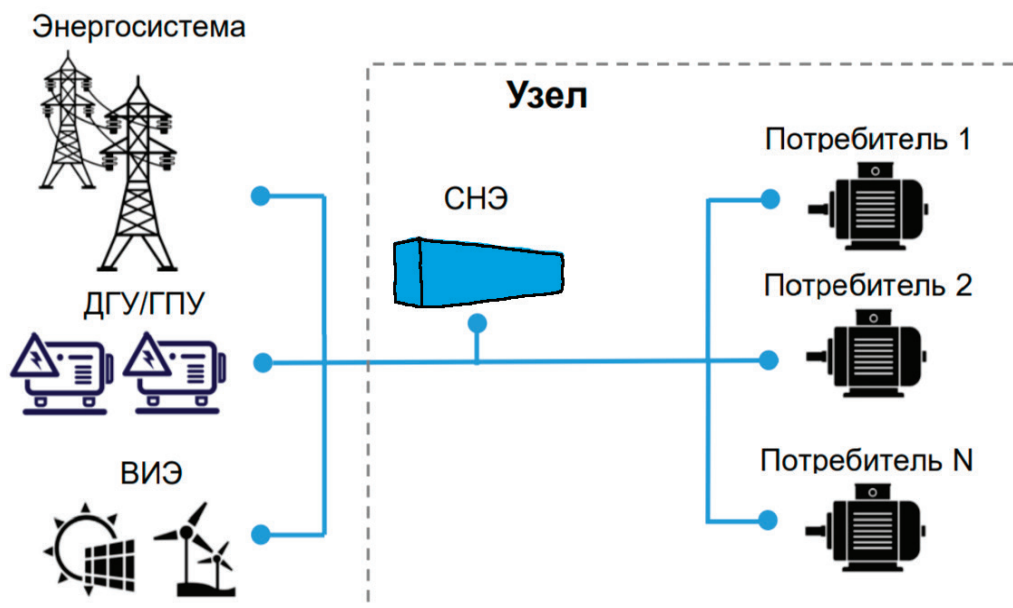 Энергосистема
Узел
Потребитель 1
СНЭ
Потребитель 2
ДГУ/ГПУ
Потребитель N
ВИЭ